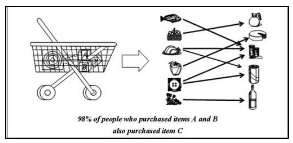 98% of people who purchased items A and B
also purchased item C